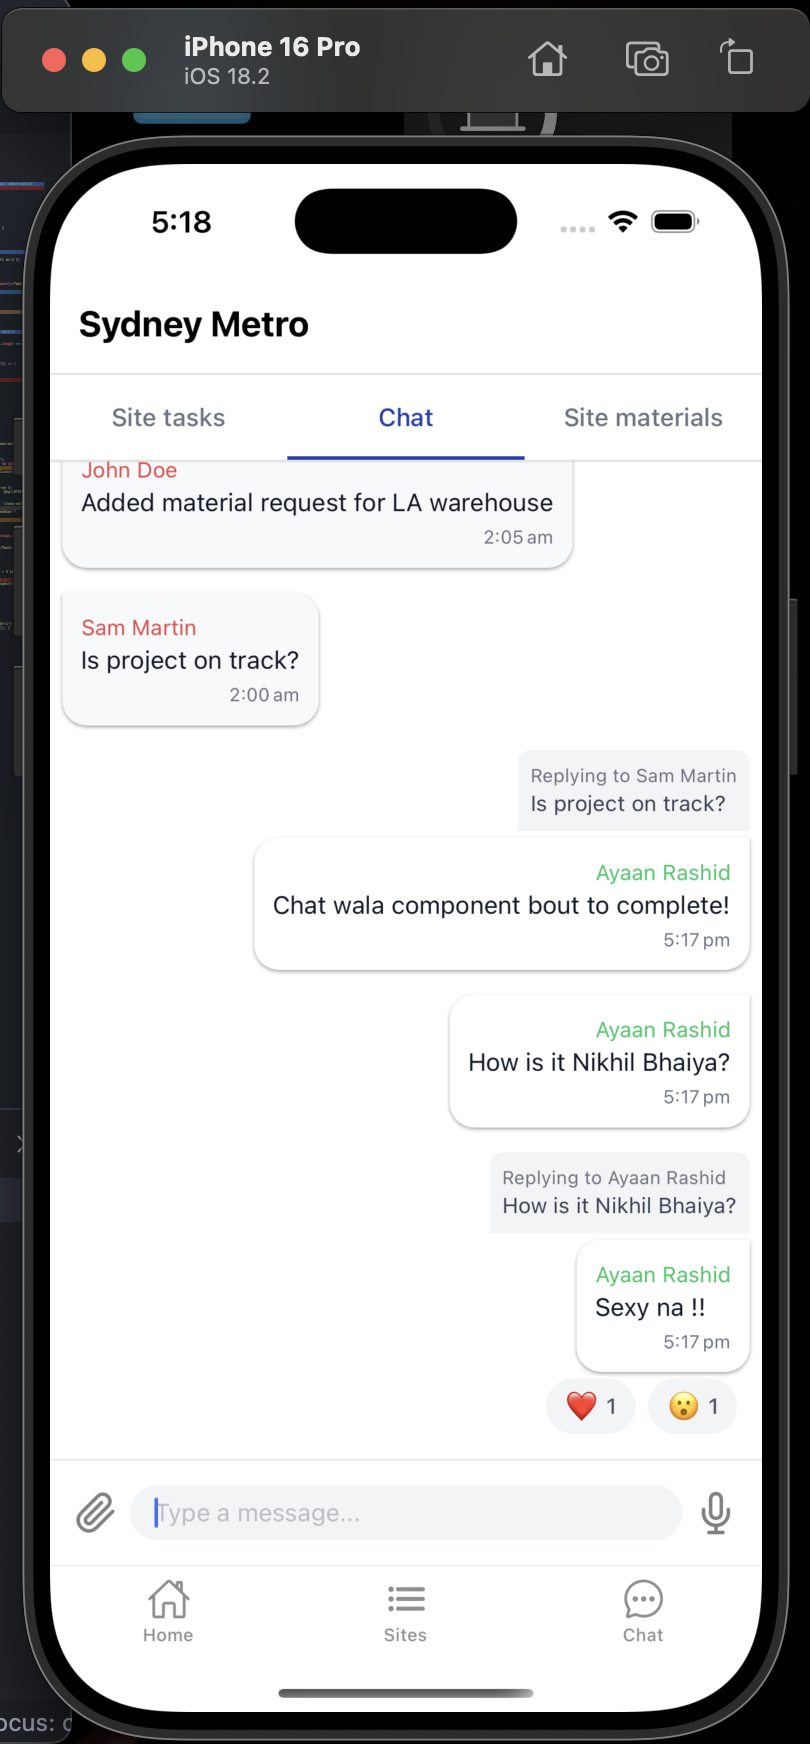 iPhone 16 Pro
iOS 18.2
5:18
Sydney Metro
Site tasks
Chat
Site materials
John Doe
Added material request for LA warehouse
2:05 am
Sam Martin
Is project on track?
2:00 am
Replying to Sam Martin
Is project on track?
Ayaan Rashid
Chat wala component bout to complete!
5:17 pm
Ayaan Rashid
How is it Nikhil Bhaiya?
5:17 pm
Replying to Ayaan Rashid
How is it Nikhil Bhaiya?
Ayaan Rashid
Sexy na !!
5:17 pm
❤️ 1
😮 1
Type a message...
Home
Sites
Chat
ocus: c